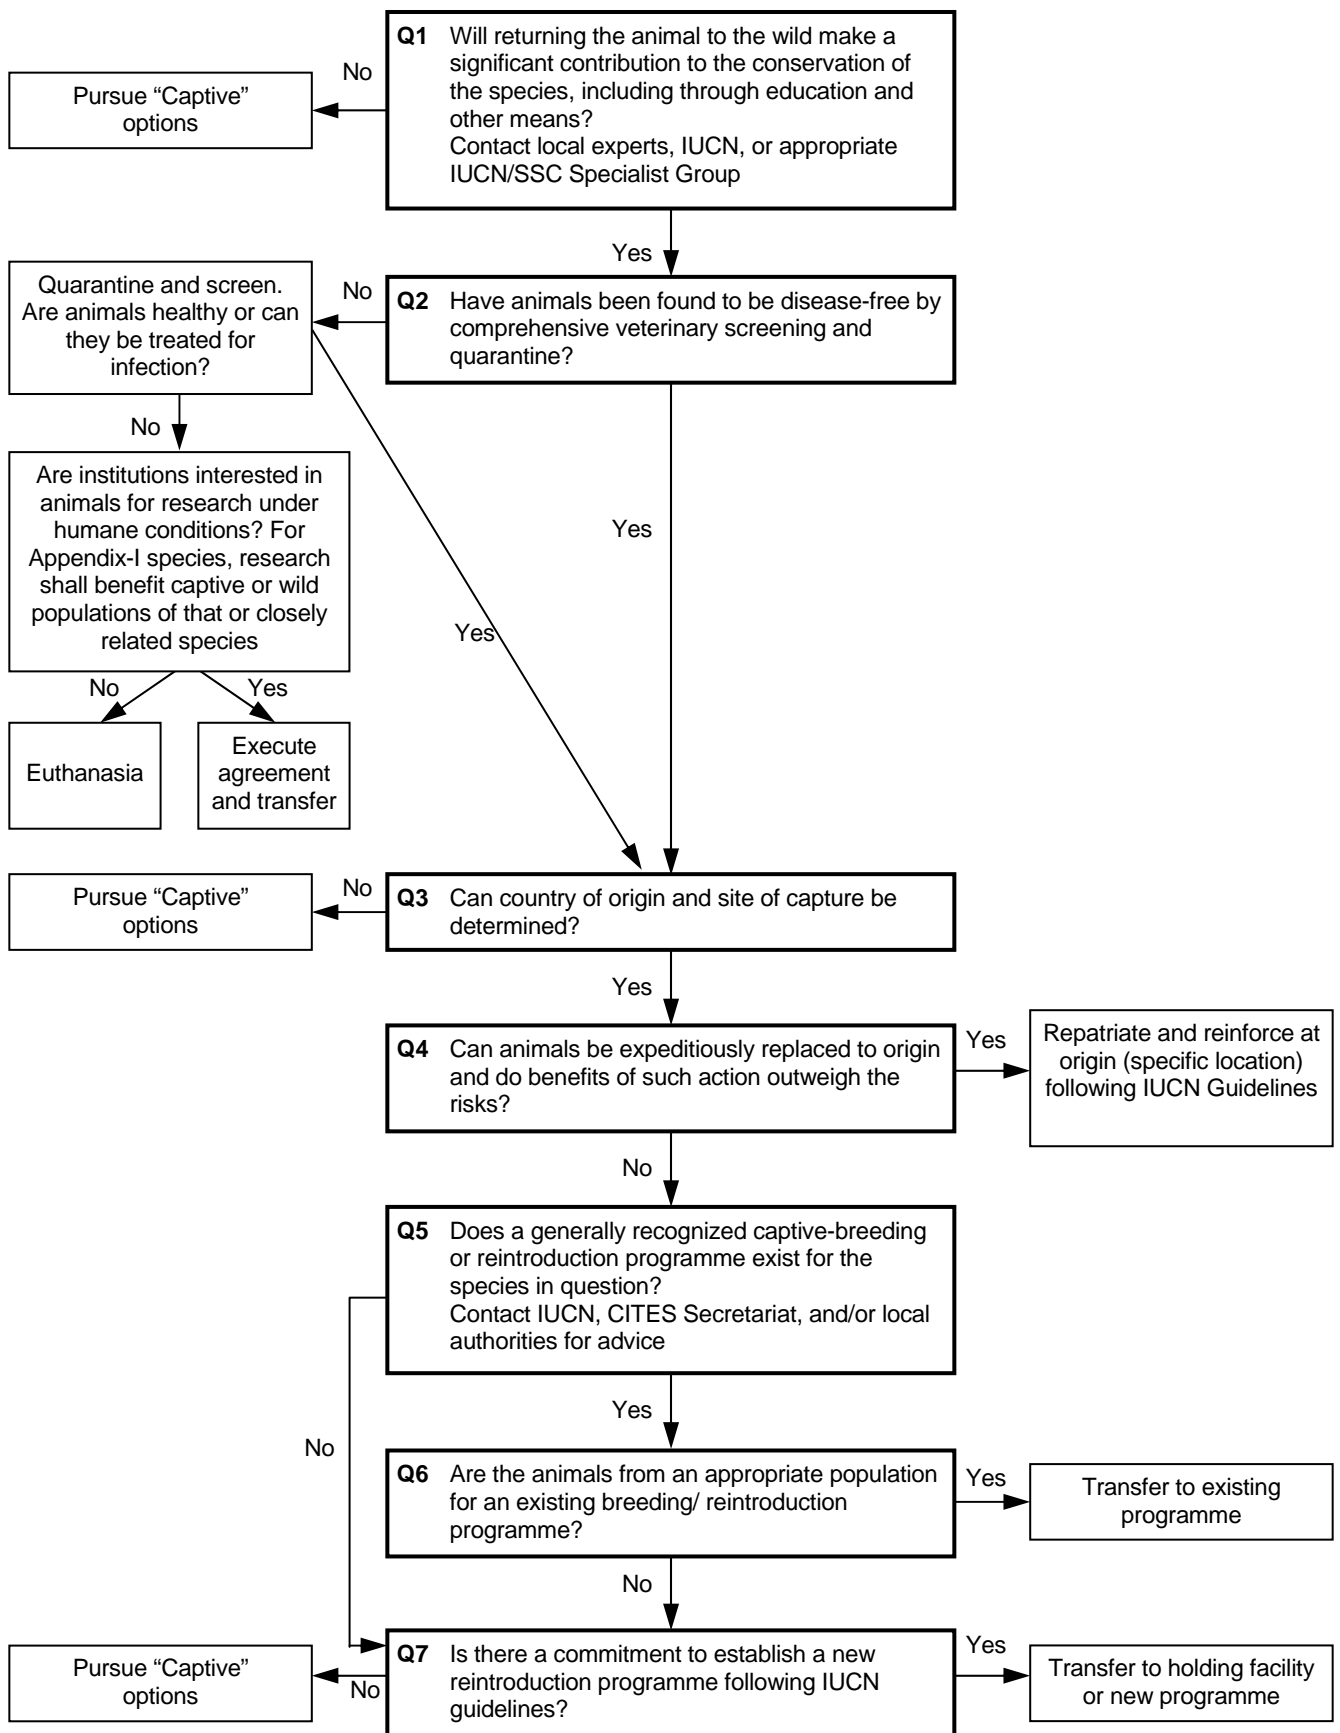 Q1 Will returning the animal to the wild make a
significant contribution to the conservation of
the species, including through education and
other means?
Contact local experts, IUCN, or appropriate
IUCN/SSC Specialist Group
No
Pursue “Captive”
options
Yes
Q2 Have animals been found to be disease-free by
comprehensive veterinary screening and
quarantine?
No
Quarantine and screen.
Are animals healthy or can
they be treated for
infection?
No
Yes
Yes
Are institutions interested in
animals for research under
humane conditions? For
Appendix-I species, research
shall benefit captive or wild
populations of that or closely
related species
No
Yes
Euthanasia
Execute
agreement
and transfer
Q3 Can country of origin and site of capture be
determined?
No
Pursue “Captive”
options
Yes
Q4 Can animals be expeditiously replaced to origin
and do benefits of such action outweigh the
risks?
Yes
Repatriate and reinforce at
origin (specific location)
following IUCN Guidelines
No
Q5 Does a generally recognized captive-breeding
or reintroduction programme exist for the
species in question?
Contact IUCN, CITES Secretariat, and/or local
authorities for advice
Yes
No
Q6 Are the animals from an appropriate population
for an existing breeding/ reintroduction
programme?
Yes
Transfer to existing
programme
No
Q7 Is there a commitment to establish a new
reintroduction programme following IUCN
guidelines?
No
Pursue “Captive”
options
Yes
Transfer to holding facility
or new programme